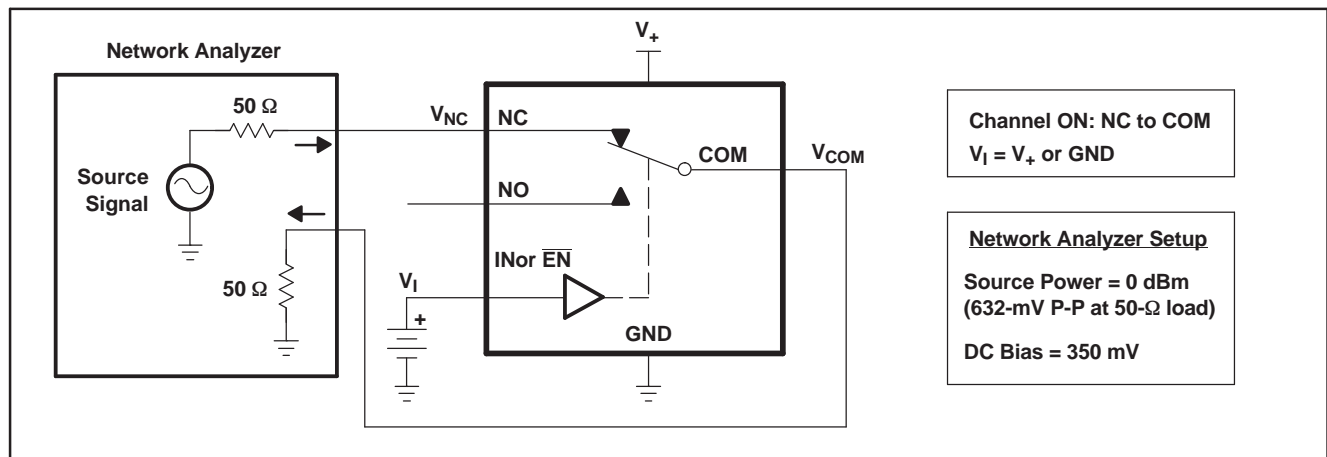 Network Analyzer
50 Ω
Source
Signal
50 Ω
V+
VNC
NC
COM
VCOM
NO
INor E̅N̅
VI
+
GND
Channel ON: NC to COM
VI = V+ or GND
Network Analyzer Setup
Source Power = 0 dBm
(632-mV P-P at 50-Ω load)
DC Bias = 350 mV